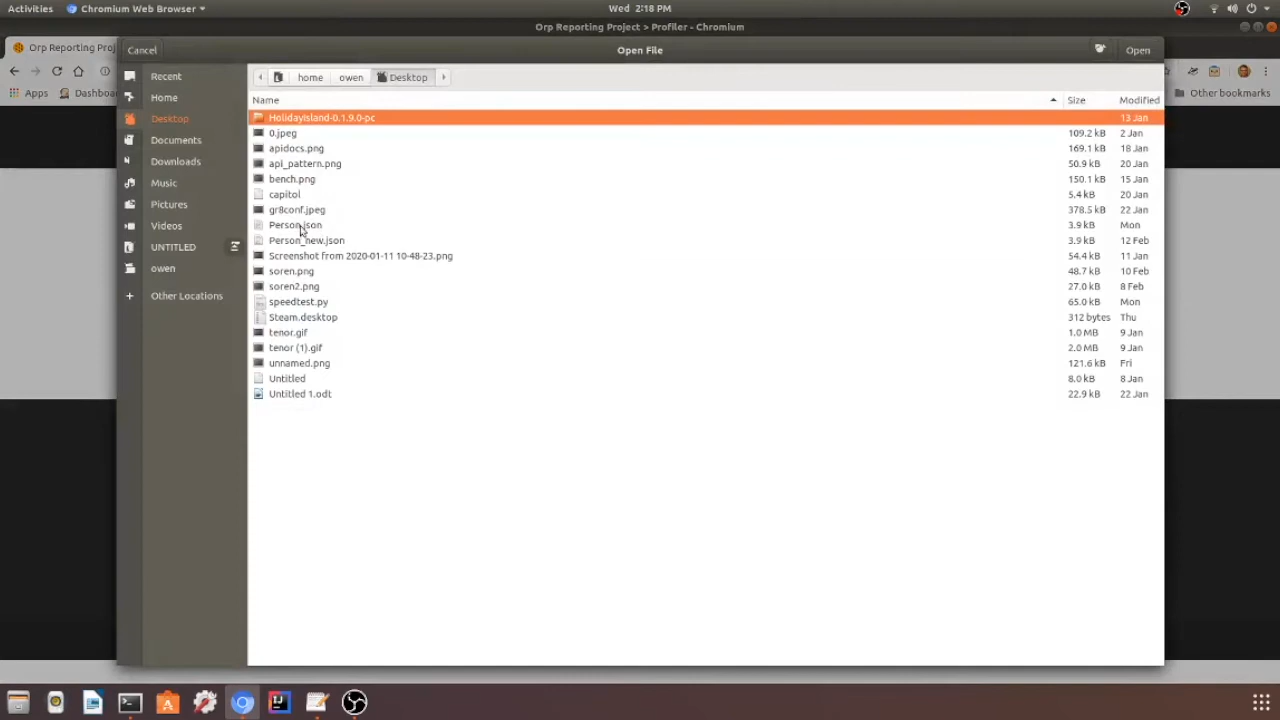 Activities Chromium Web Browser Wed 2:18 PM
Orp Reporting Project > Profiler - Chromium
Orp Reporting Proj
Apps Dashboa Other bookmarks
Cancel Open File Open
home owen Desktop
Name Size Modified
Recent
Home
Desktop
Documents
Downloads
Music
Pictures
Videos
UNTITLED
owen
Other Locations
HolidayIsland-0.1.9.0-pc 13 Jan
0.jpeg 109.2 kB 2 Jan
apidocs.png 169.1 kB 18 Jan
api_pattern.png 50.9 kB 20 Jan
bench.png 150.1 kB 15 Jan
capitol 5.4 kB 20 Jan
gr8conf.jpeg 378.5 kB 22 Jan
Person.json 3.9 kB Mon
Person_new.json 3.9 kB 12 Feb
Screenshot from 2020-01-11 10-48-23.png 54.4 kB 11 Jan
soren.png 48.7 kB 10 Feb
soren2.png 27.0 kB 8 Feb
speedtest.py 65.0 kB Mon
Steam.desktop 312 bytes Thu
tenor.gif 1.0 MB 9 Jan
tenor (1).gif 2.0 MB 9 Jan
unnamed.png 121.6 kB Fri
Untitled 8.0 kB 8 Jan
Untitled 1.odt 22.9 kB 22 Jan